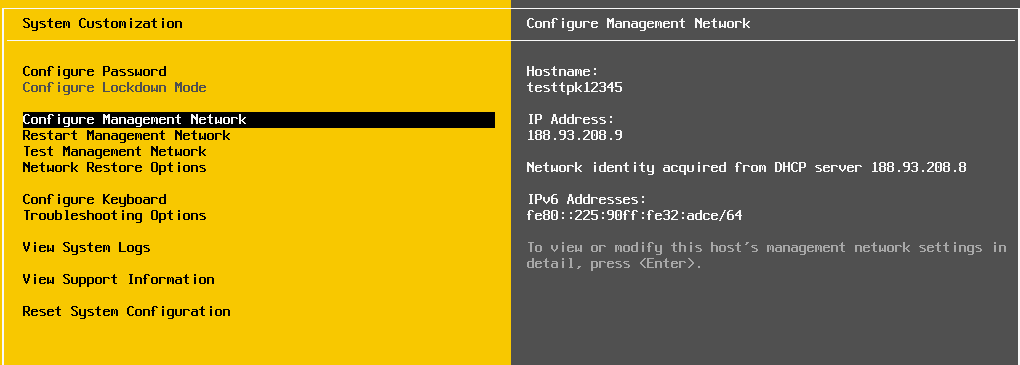 System Customization
Configure Password
Configure Lockdown Mode
Configure Management Network
Restart Management Network
Test Management Network
Network Restore Options
Configure Keyboard
Troubleshooting Options
View System Logs
View Support Information
Reset System Configuration
Configure Management Network
Hostname:
testtpk12345
IP Address:
188.93.208.9
Network identity acquired from DHCP server 188.93.208.8
IPv6 Addresses:
fe80::225:90ff:fe32:adce/64
To view or modify this host's management network settings in
detail, press <Enter>.